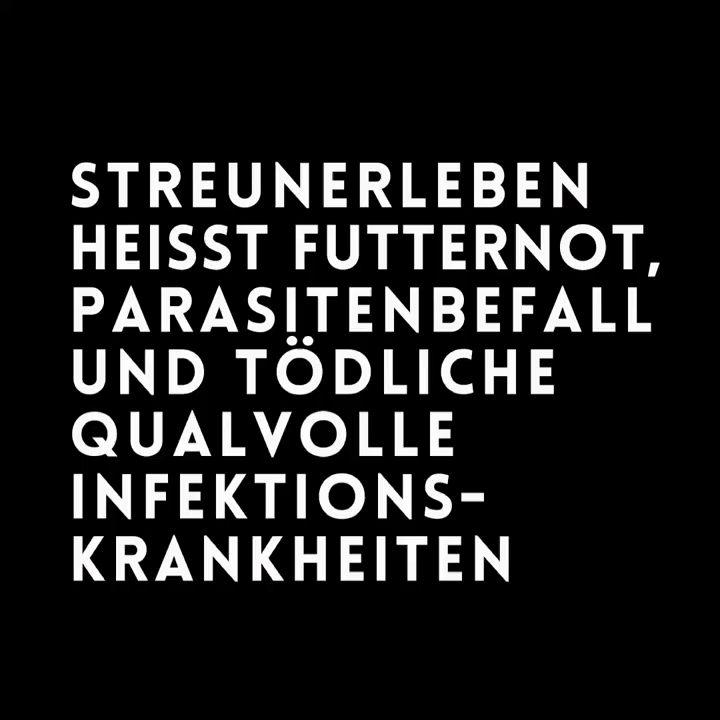 STREUNERLEBEN
HEISST FUTTERNOT,
PARASITENBEFALL
UND TÖDLICHE
QUALVOLLE
INFEKTIONS-
KRANKHEITEN